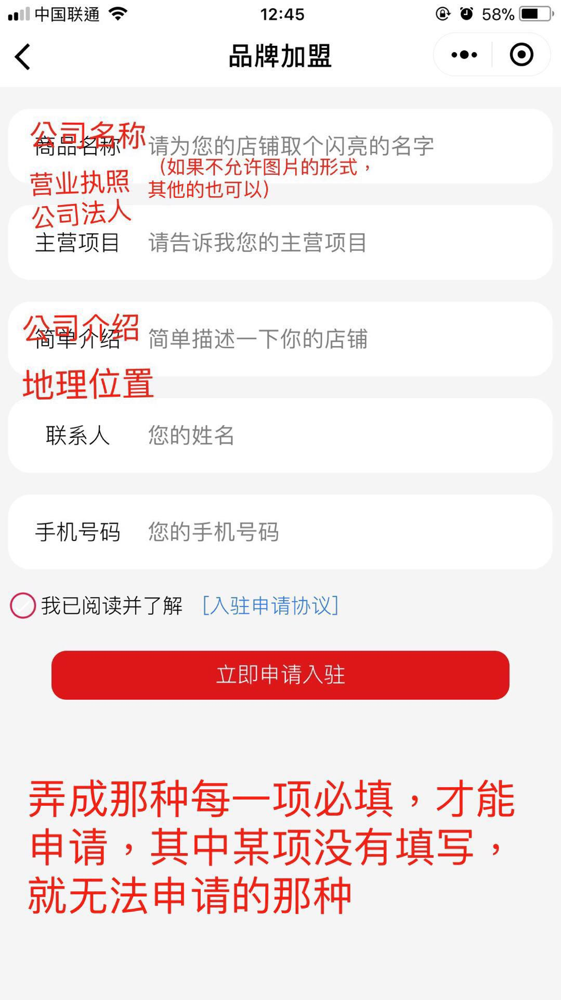 中国联通
12:45
58%
品牌加盟
公司名称
商品名称
请为您的店铺取个闪亮的名字
（如果不允许图片的形式，
其他的也可以）
营业执照
公司法人
主营项目
请告诉我您的主营项目
公司介绍
简单介绍
简单描述一下你的店铺
地理位置
联系人
您的姓名
手机号码
您的手机号码
我已阅读并了解 [入驻申请协议]
立即申请入驻
弄成那种每一项必填，才能
申请，其中某项没有填写，
就无法申请的那种